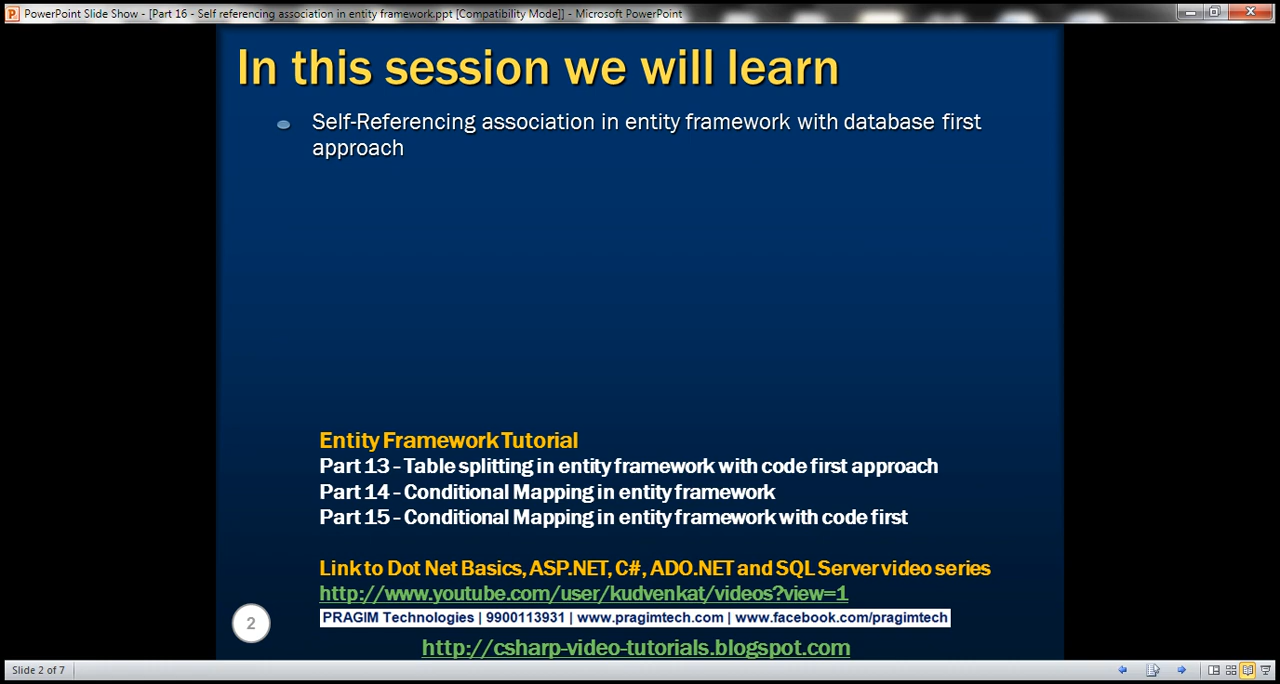 PowerPoint Slide Show - [Part 16 - Self referencing association in entity framework.ppt [Compatibility Mode]] - Microsoft PowerPoint
In this session we will learn
Self-Referencing association in entity framework with database first
approach
Entity Framework Tutorial
Part 13 - Table splitting in entity framework with code first approach
Part 14 - Conditional Mapping in entity framework
Part 15 - Conditional Mapping in entity framework with code first
Link to Dot Net Basics, ASP.NET, C#, ADO.NET and SQL Server video series
http://www.youtube.com/user/kudvenkat/videos?view=1
PRAGIM Technologies | 9900113931 | www.pragimtech.com | www.facebook.com/pragimtech
2
http://csharp-video-tutorials.blogspot.com
Slide 2 of 7